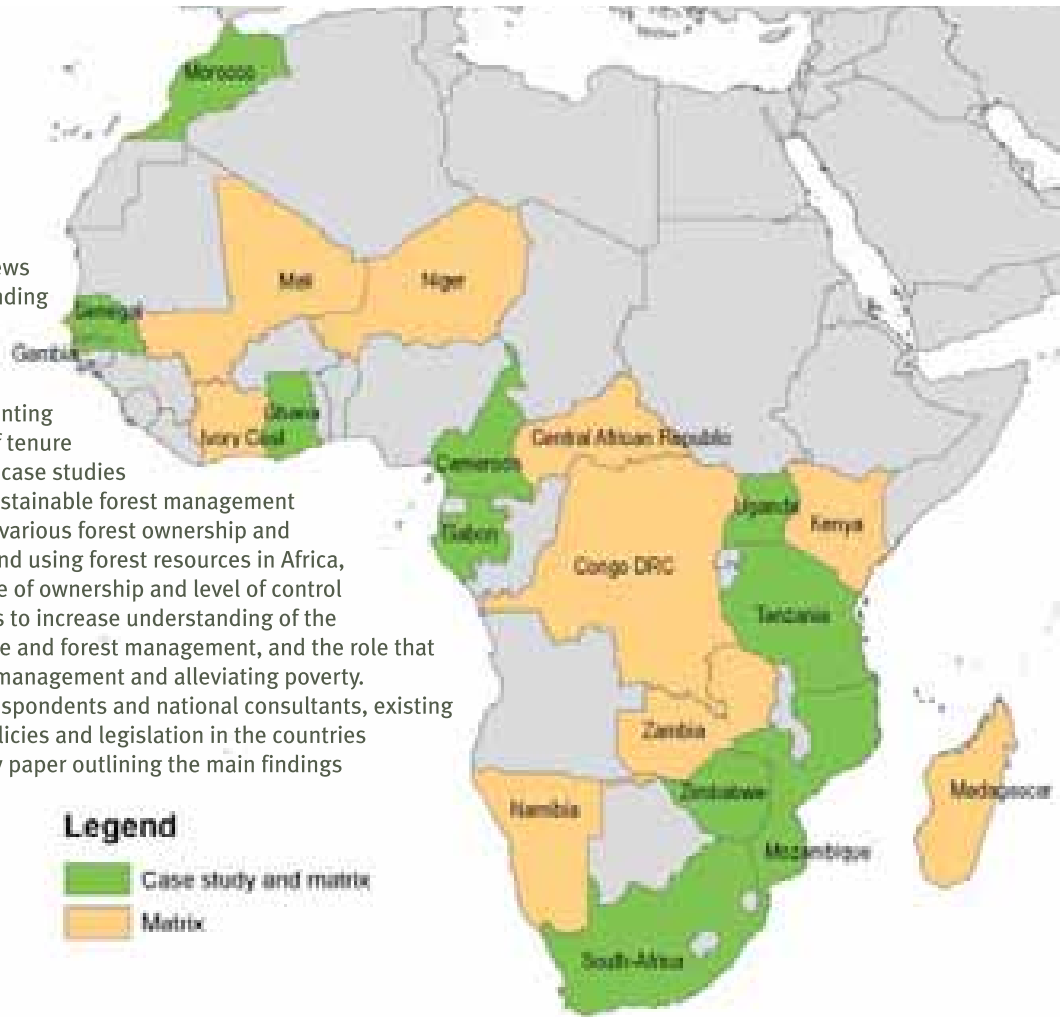 Morocco
ews
nding
Mali
Niger
Senegal
Gambia
nting
Ghana
f tenure
Ivory Cost
Central African Republic
case studies
Cameroon
stainable forest management
Uganda
various forest ownership and
Kenya
Gabon
nd using forest resources in Africa,
Congo DRC
e of ownership and level of control
s to increase understanding of the
Tanzania
e and forest management, and the role that
management and alleviating poverty.
spondents and national consultants, existing
licies and legislation in the countries
Zambia
y paper outlining the main findings
Zimbabwe
Madagascar
Namibia
Legend
Mozambique
Case study and matrix
Matrix
South-Africa